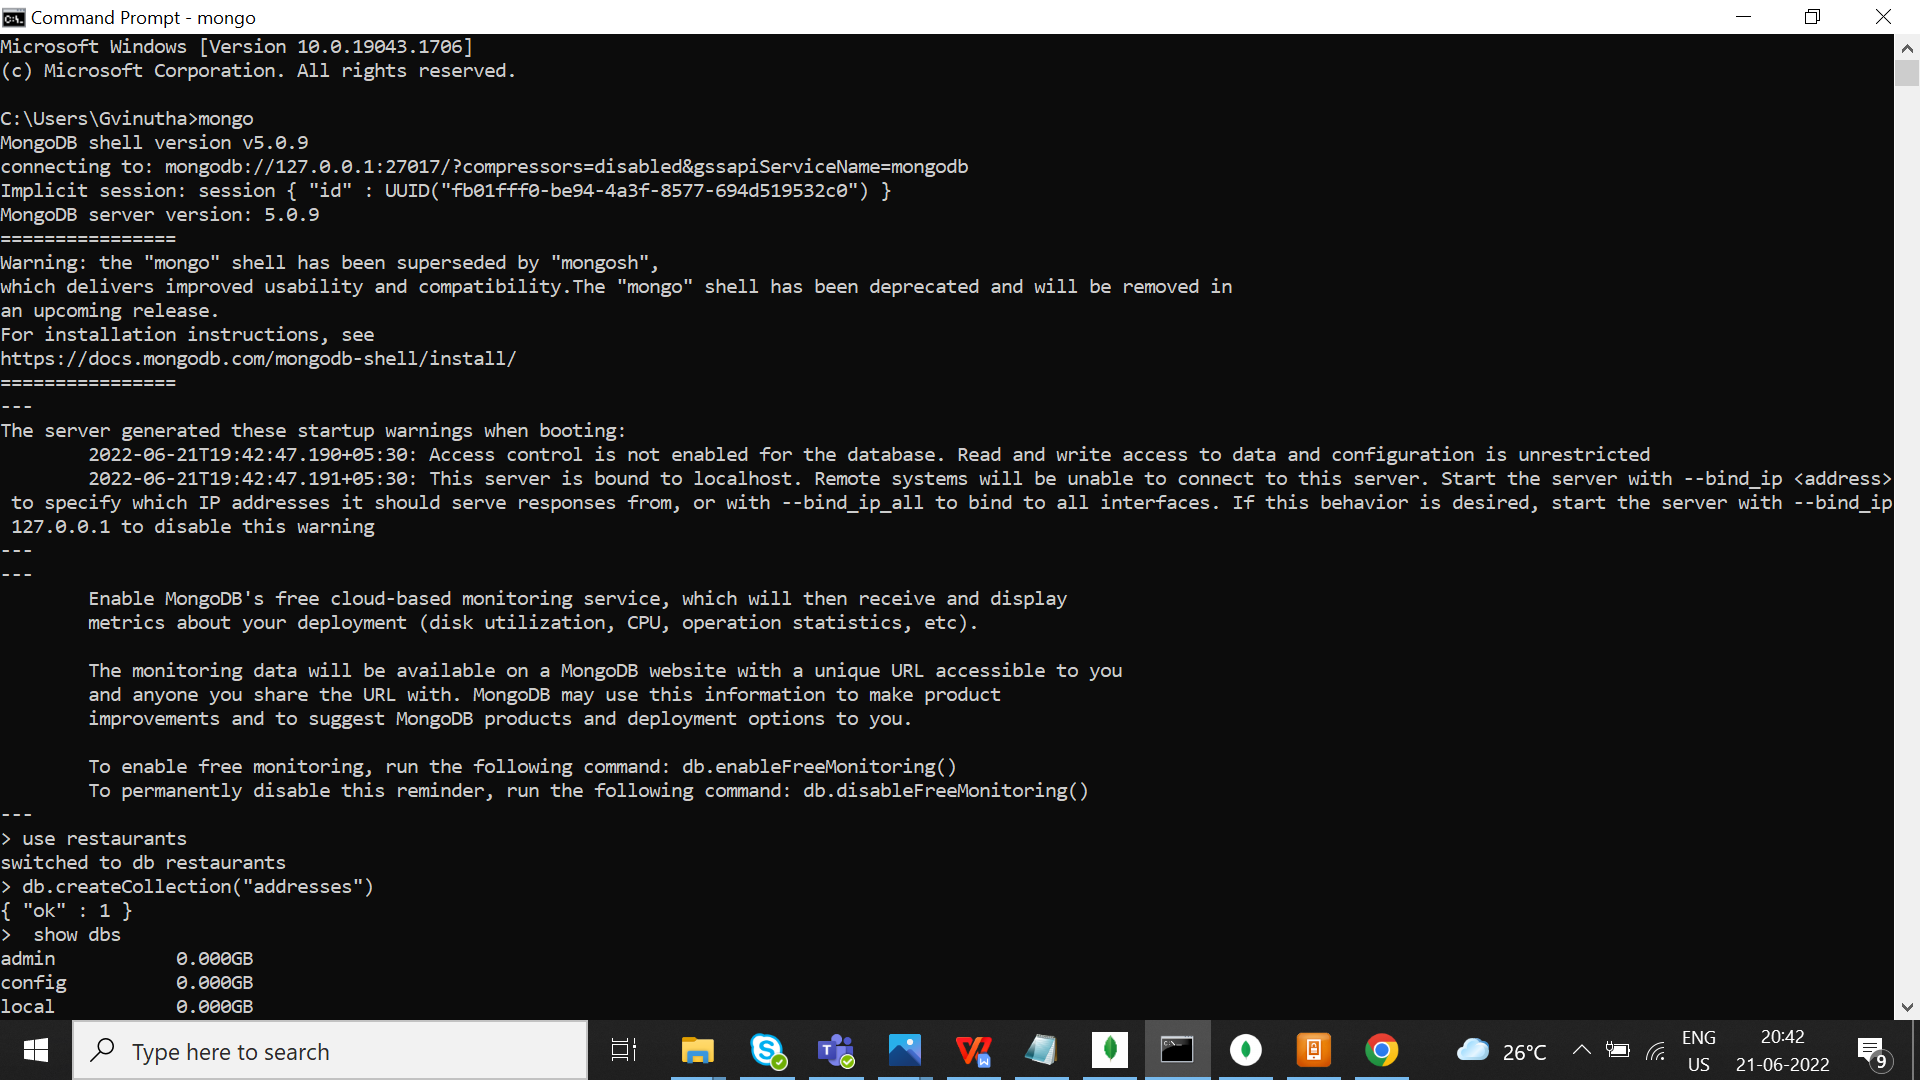 Command Prompt - mongo
Microsoft Windows [Version 10.0.19043.1706]
(c) Microsoft Corporation. All rights reserved.
C:\Users\Gvinutha>mongo
MongoDB shell version v5.0.9
connecting to: mongodb://127.0.0.1:27017/?compressors=disabled&gssapiServiceName=mongodb
Implicit session: session { "id" : UUID("fb01fff0-be94-4a3f-8577-694d519532c0") }
MongoDB server version: 5.0.9
================
Warning: the "mongo" shell has been superseded by "mongosh",
which delivers improved usability and compatibility.The "mongo" shell has been deprecated and will be removed in
an upcoming release.
For installation instructions, see
https://docs.mongodb.com/mongodb-shell/install/
================
---
The server generated these startup warnings when booting:
2022-06-21T19:42:47.190+05:30: Access control is not enabled for the database. Read and write access to data and configuration is unrestricted
2022-06-21T19:42:47.191+05:30: This server is bound to localhost. Remote systems will be unable to connect to this server. Start the server with --bind_ip <address>
to specify which IP addresses it should serve responses from, or with --bind_ip_all to bind to all interfaces. If this behavior is desired, start the server with --bind_ip
127.0.0.1 to disable this warning
---
---
Enable MongoDB's free cloud-based monitoring service, which will then receive and display
metrics about your deployment (disk utilization, CPU, operation statistics, etc).
The monitoring data will be available on a MongoDB website with a unique URL accessible to you
and anyone you share the URL with. MongoDB may use this information to make product
improvements and to suggest MongoDB products and deployment options to you.
To enable free monitoring, run the following command: db.enableFreeMonitoring()
To permanently disable this reminder, run the following command: db.disableFreeMonitoring()
---
> use restaurants
switched to db restaurants
> db.createCollection("addresses")
{ "ok" : 1 }
>  show dbs
admin           0.000GB
config          0.000GB
local           0.000GB
Type here to search
26°C
ENG
US
20:42
21-06-2022
9